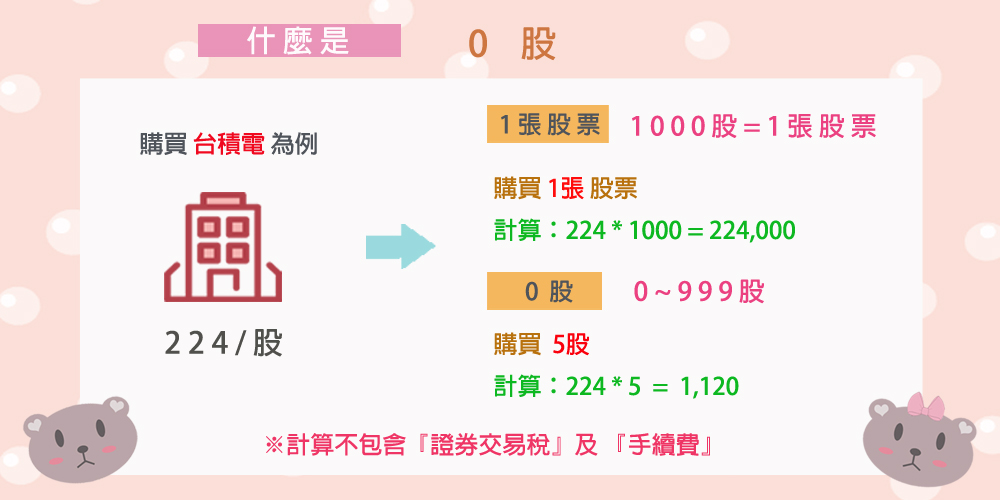 什麼是 0 股
購買 台積電 為例
224/股
1張股票 1000股=1張股票
購買 1張 股票
計算：224 * 1000 = 224,000
0 股 0~999股
購買 5股
計算：224 * 5 = 1,120
※計算不包含『證券交易稅』及 『手續費』